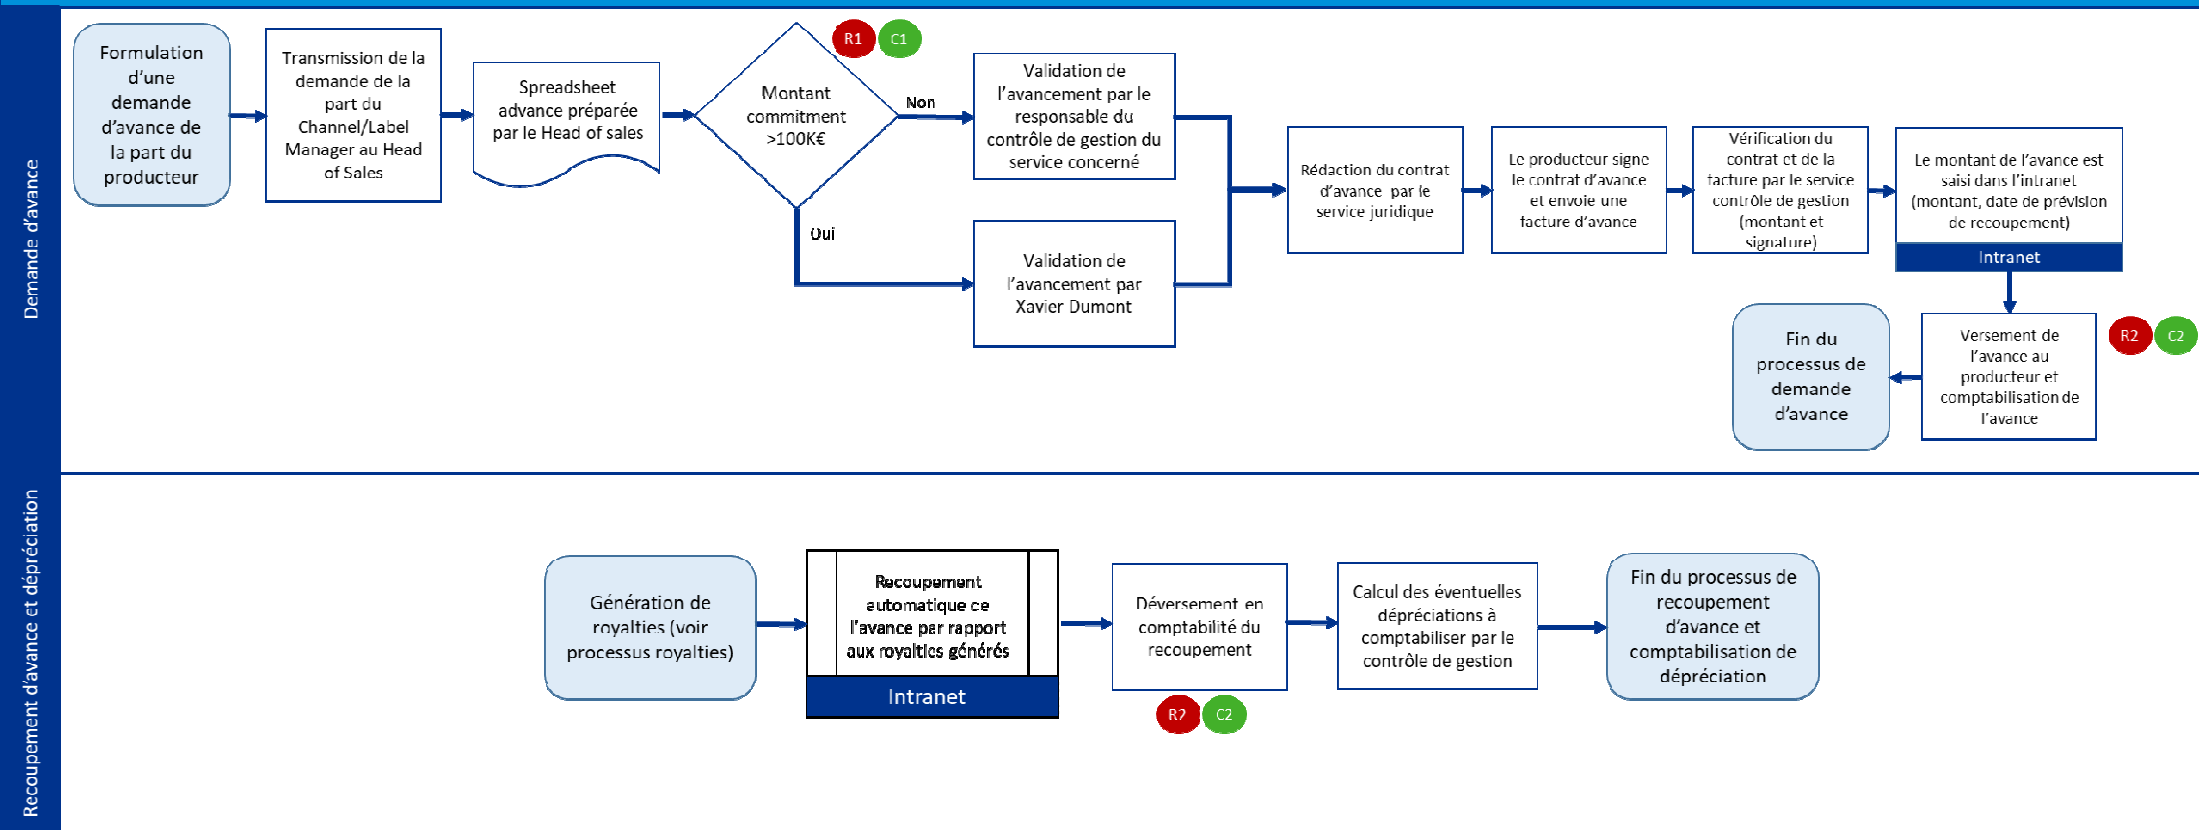 Demande d'avance
Formulation
d'une
demande
d'avance de
la part du
producteur
Transmission de la
demande de la
part du
Channel/Label
Manager au Head
of Sales
Spreadsheet
advance préparée
par le Head of sales
Montant
commitment
>100K€
R1
C1
Non
Oui
Validation de
l'avancement par le
responsable du
contrôle de gestion du
service concerné
Validation de
l'avancement par
Xavier Dumont
Rédaction du contrat
d'avance par le
service juridique
Le producteur signe
le contrat d'avance
et envoie une
facture d'avance
Vérification du
contrat et de la
facture par le service
contrôle de gestion
(montant et
signature)
Le montant de l'avance est
saisi dans l'intranet
(montant, date de prévision
de recoupement)
Intranet
Versement de
l'avance au
producteur et
comptabilisation de
l'avance
R2
C2
Fin du
processus de
demande
d'avance
Recoupement d'avance et dépréciation
Génération de
royalties (voir
processus royalties)
Recoupement
automatique de
l'avance par rapport
aux royalties générés
Intranet
Déversement en
comptabilité du
recoupement
R2
C2
Calcul des éventuelles
dépréciations à
comptabiliser par le
contrôle de gestion
Fin du processus de
recoupement
d'avance et
comptabilisation de
dépréciation